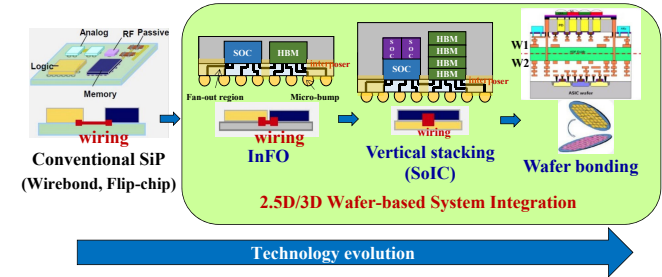 Analog
RF Passive
Logic
Memory
wiring
Conventional SiP
(Wirebond, Flip-chip)
SOC
HBM
interposer
Fan-out region
Micro-bump
wiring
InFO
SOC
SOC
SOC
HBM
HBM
HBM
HBM
interposer
wiring
Vertical stacking
(SoIC)
W1
W2
ASIC wafer
Wafer bonding
2.5D/3D Wafer-based System Integration
Technology evolution